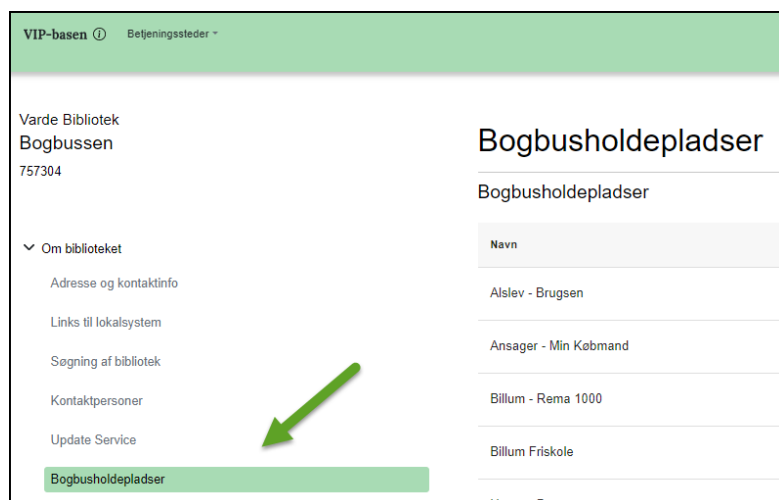 VIP-basen Betjeningssteder
Varde Bibliotek
Bogbussen
757304
Om biblioteket
Adresse og kontaktinfo
Links til lokalsystem
Søgning af bibliotek
Kontaktpersoner
Update Service
Bogbusholdepladser
Bogbusholdepladser
Bogbusholdepladser
Navn
Alslev - Brugsen
Ansager - Min Købmand
Billum - Rema 1000
Billum Friskole